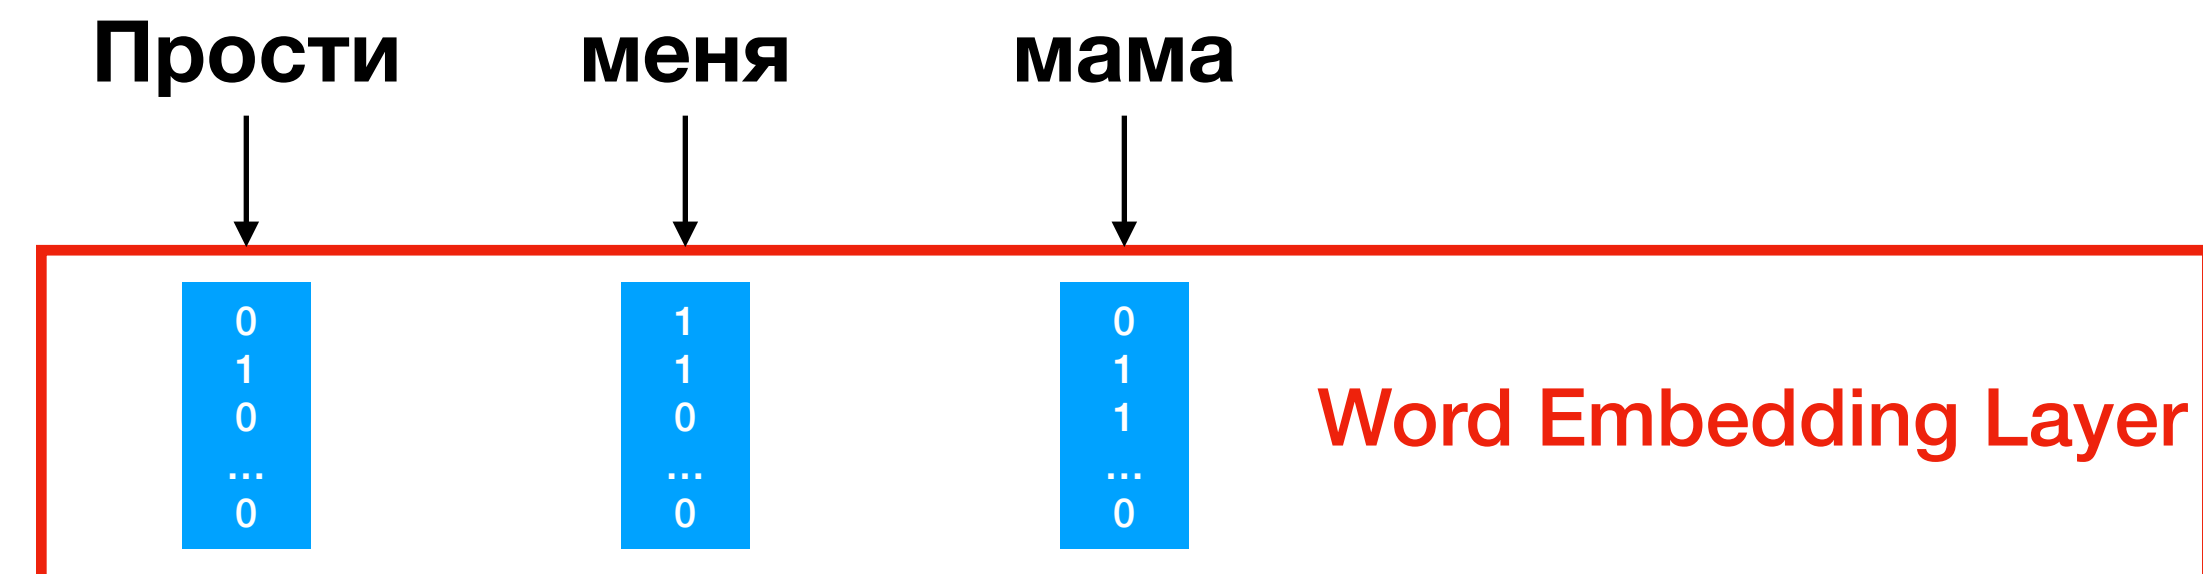 Прости меня мама
0 1 0
1 1 1
0 0 1
Word Embedding Layer
... ... ...
0 0 0